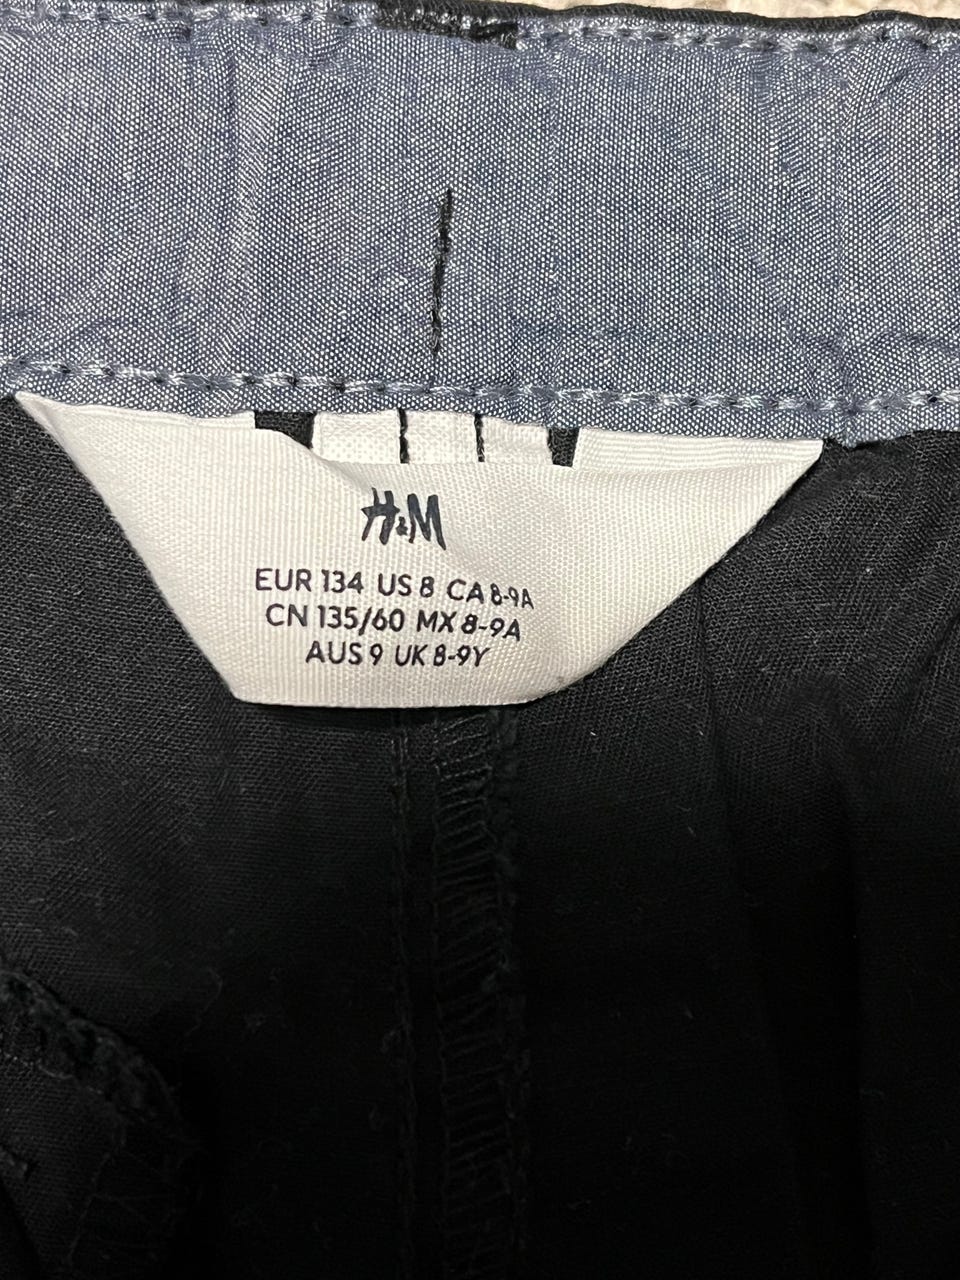 H&M
EUR 134 US 8 CA 8-9A
CN 135/60 MX 8-9A
AUS 9 UK 8-9Y